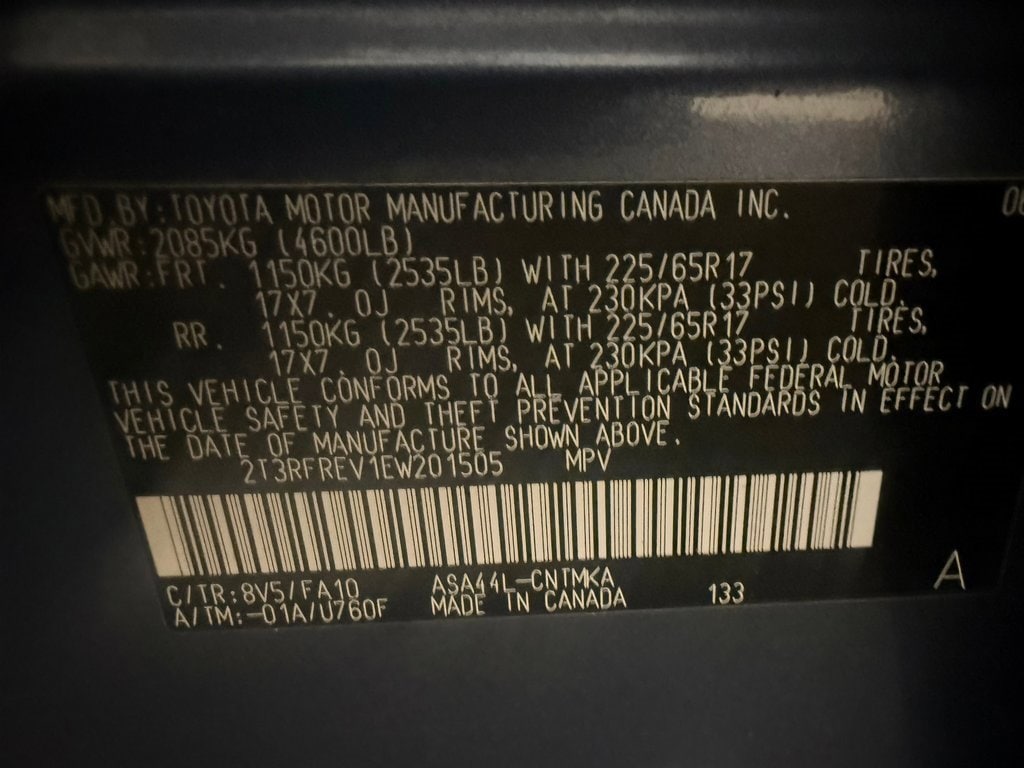 MFD.BY:TOYOTA MOTOR MANUFACTURING CANADA INC.
GVWR:2085KG (4600LB)
GAWR:FRT. 1150KG (2535LB) WITH 225/65R17 TIRES,
17X7.0J RIMS, AT 230KPA (33PSI) COLD.
RR. 1150KG (2535LB) WITH 225/65R17 TIRES,
17X7.0J RIMS, AT 230KPA (33PSI) COLD.
THIS VEHICLE CONFORMS TO ALL APPLICABLE FEDERAL MOTOR
VEHICLE SAFETY AND THEFT PREVENTION STANDARDS IN EFFECT ON
THE DATE OF MANUFACTURE SHOWN ABOVE.
2T3RFREV1EW201505 MPV
C/TR:8V5/FA10 ASA44L-CNTMKA 133 A
A/TM:-01A/U760F MADE IN CANADA